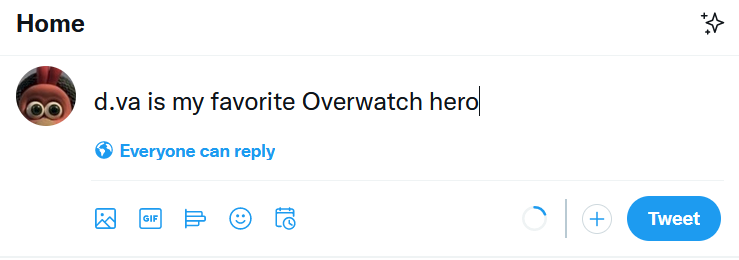 Home
d.va is my favorite Overwatch hero
Everyone can reply
GIF
Tweet